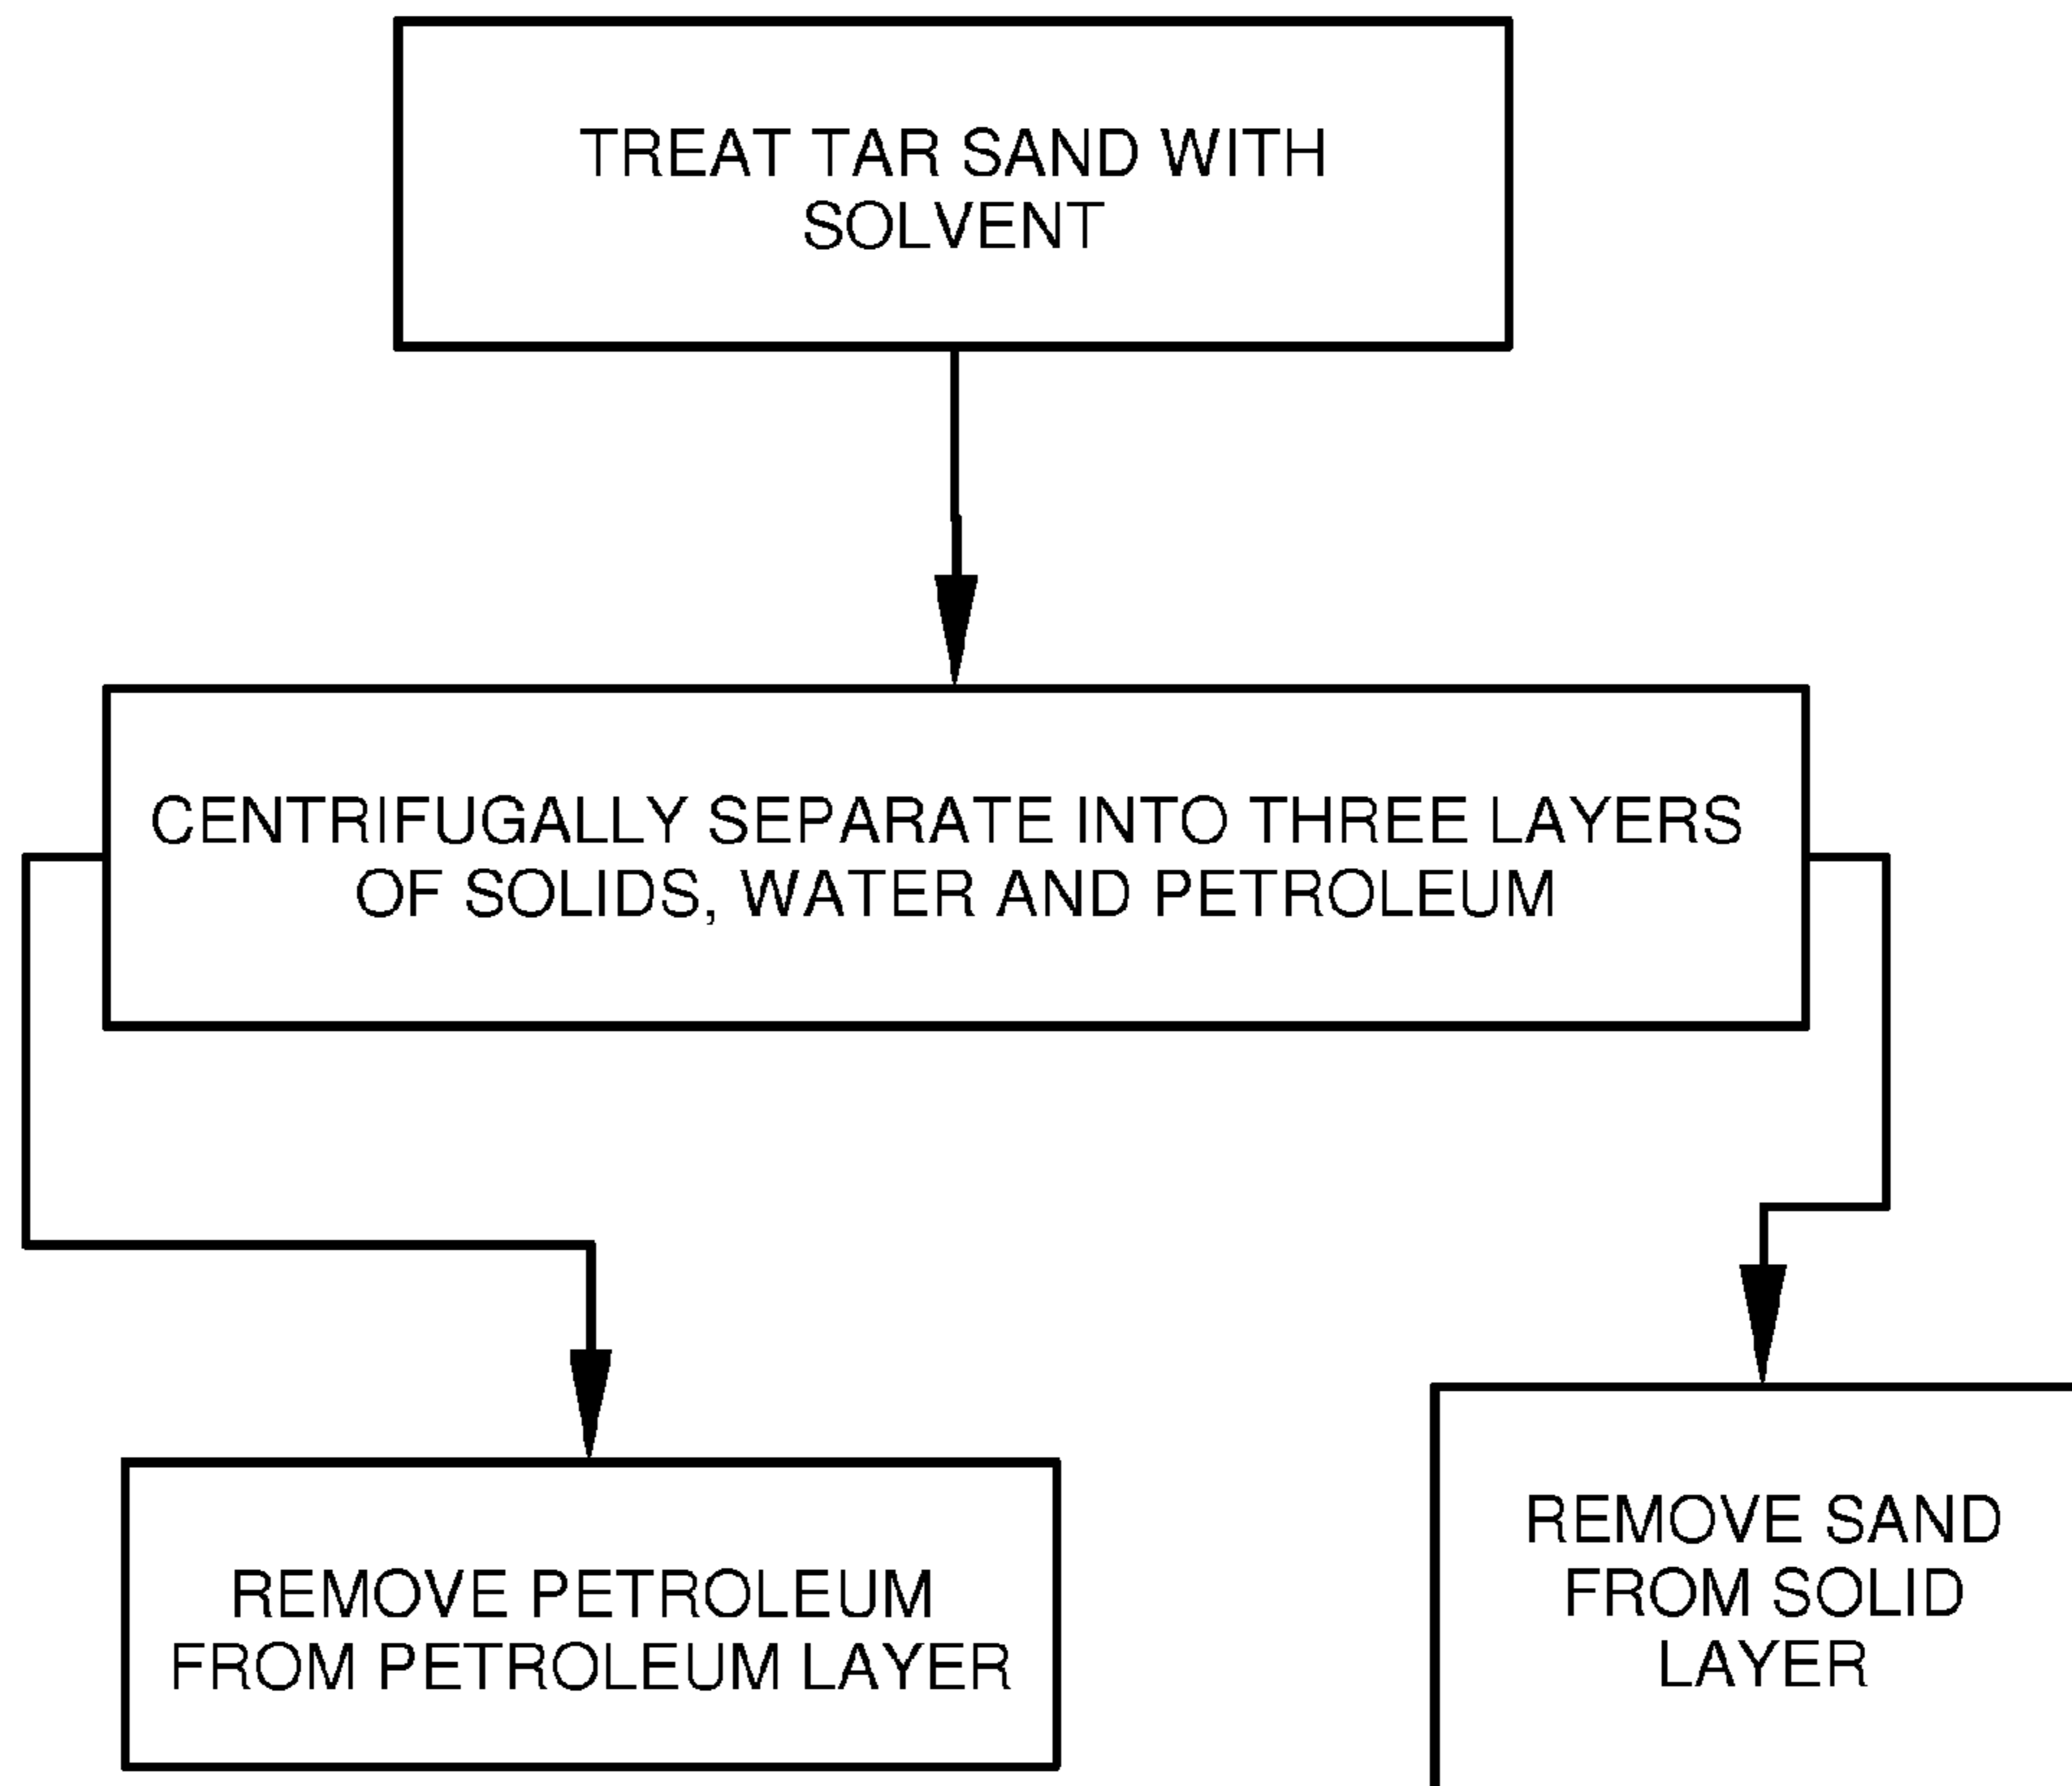 TREAT TAR SAND WITH
SOLVENT
CENTRIFUGALLY SEPARATE INTO THREE LAYERS
OF SOLIDS, WATER AND PETROLEUM
REMOVE PETROLEUM
FROM PETROLEUM LAYER
REMOVE SAND
FROM SOLID
LAYER